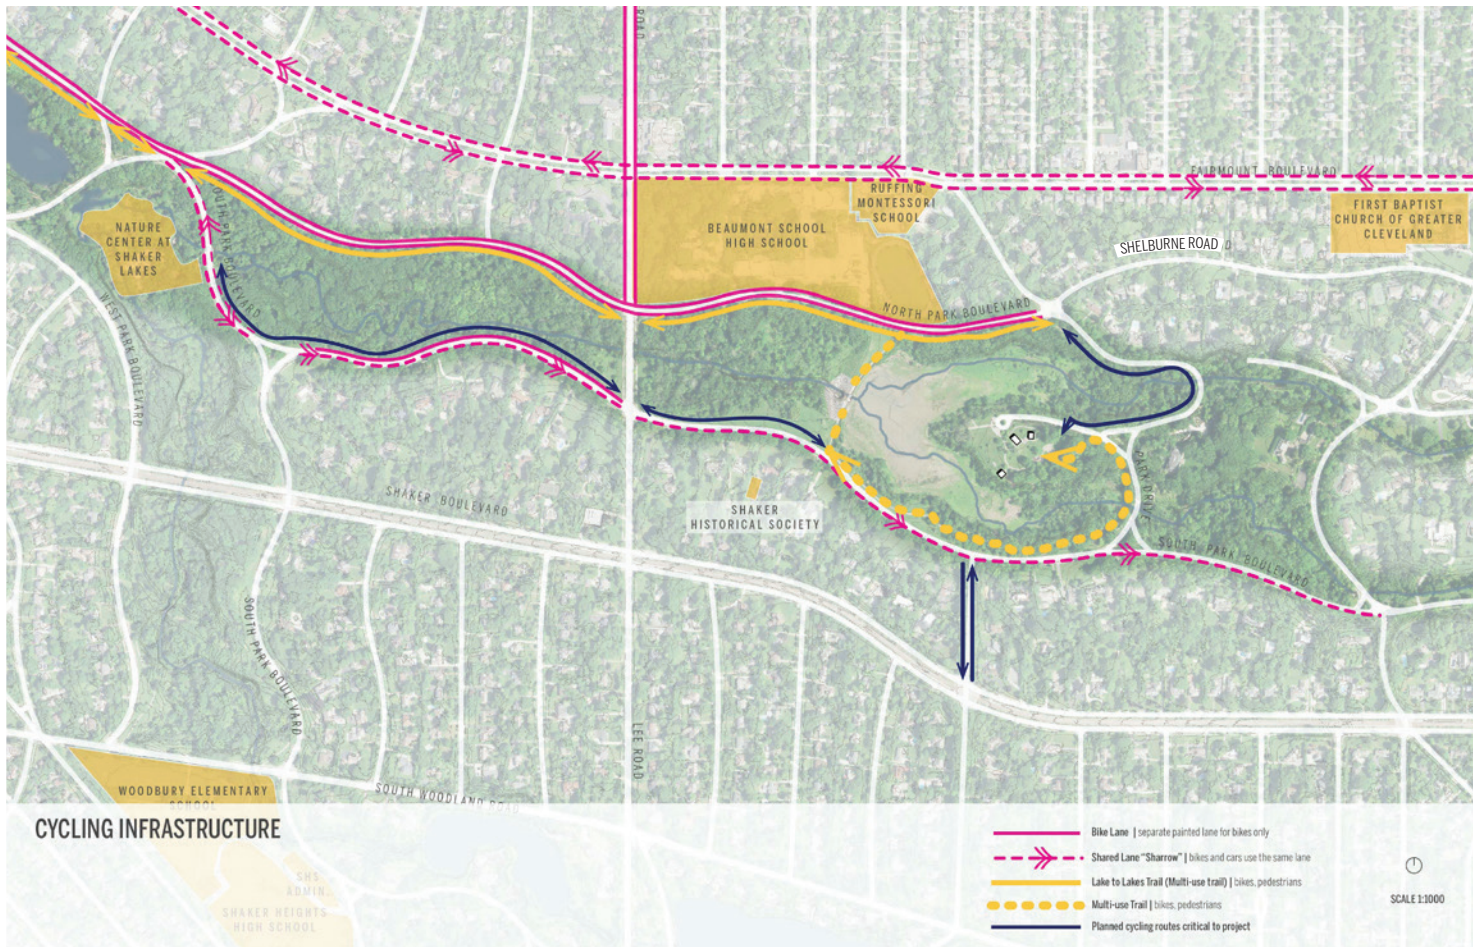 ROAD
FAIRMOUNT BOULEVARD
RUFFING
MONTESSORI
SCHOOL
FIRST BAPTIST
CHURCH OF GREATER
CLEVELAND
BEAUMONT SCHOOL
HIGH SCHOOL
SHELBURNE ROAD
NATURE
CENTER AT
SHAKER
LAKES
SOUTH PARK BOULEVARD
NORTH PARK BOULEVARD
WEST PARK BOULEVARD
SHAKER BOULEVARD
SHAKER
HISTORICAL SOCIETY
PARK DRIVE
SOUTH PARK BOULEVARD
SOUTH PARK BOULEVARD
LEE ROAD
WOODBURY ELEMENTARY
SCHOOL
SOUTH WOODLAND ROAD
CYCLING INFRASTRUCTURE
SHS
ADMIN.
SHAKER HEIGHTS
HIGH SCHOOL
Bike Lane | separate painted lane for bikes only
Shared Lane "Sharrow" | bikes and cars use the same lane
Lake to Lakes Trail (Multi-use trail) | bikes, pedestrians
Multi-use Trail | bikes, pedestrians
Planned cycling routes critical to project
SCALE 1:1000